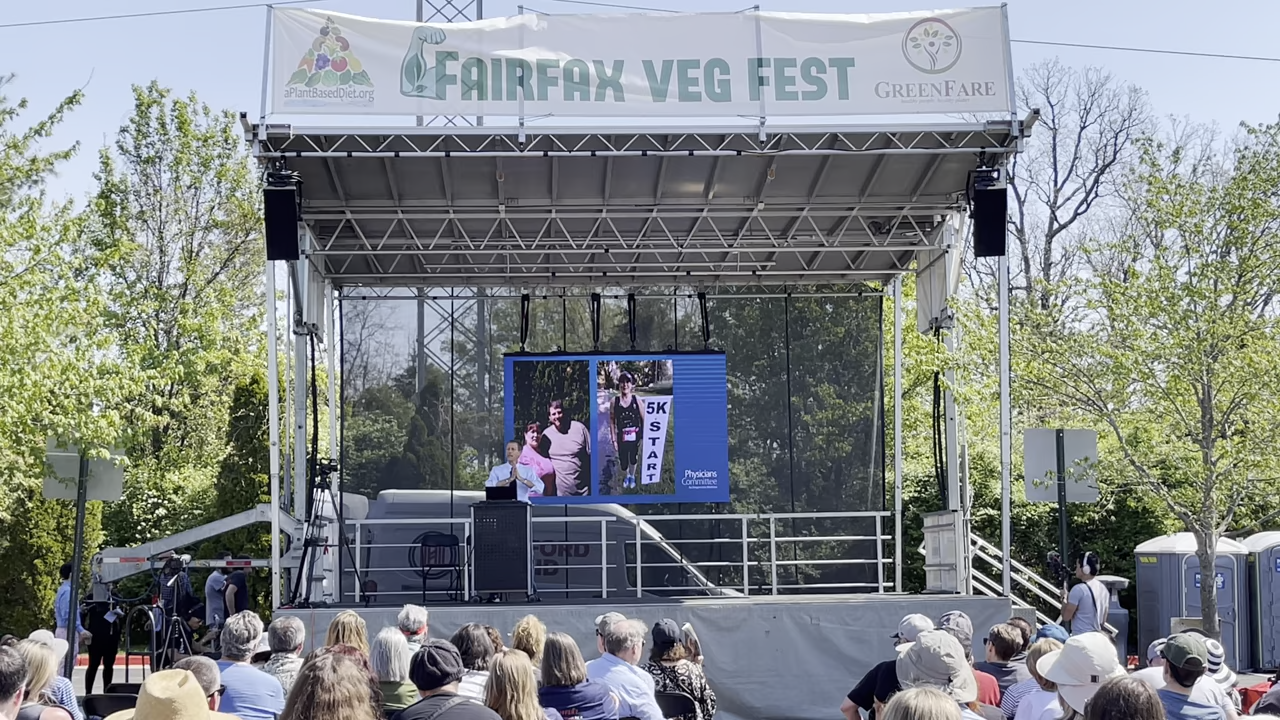 aPlantBasedDiet.org
FAIRFAX VEG FEST
GREENFARE
5K
START
Physicians
Committee